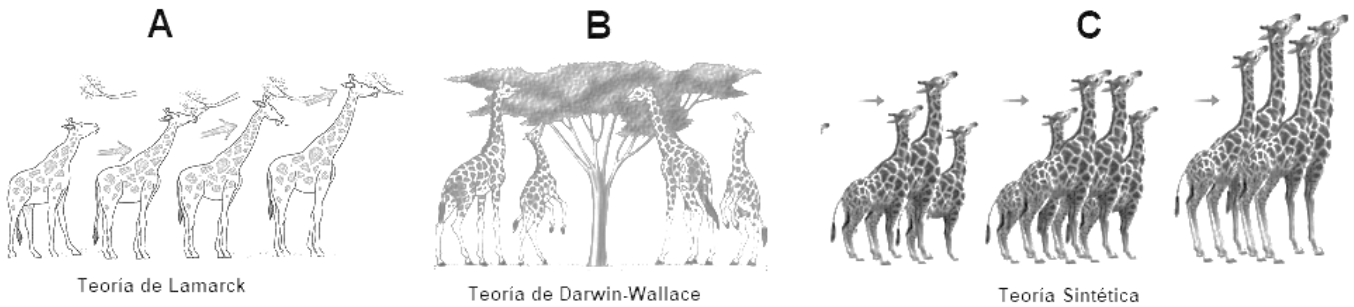 A
B
C
Teoría de Lamarck
Teoría de Darwin-Wallace
Teoría Sintética